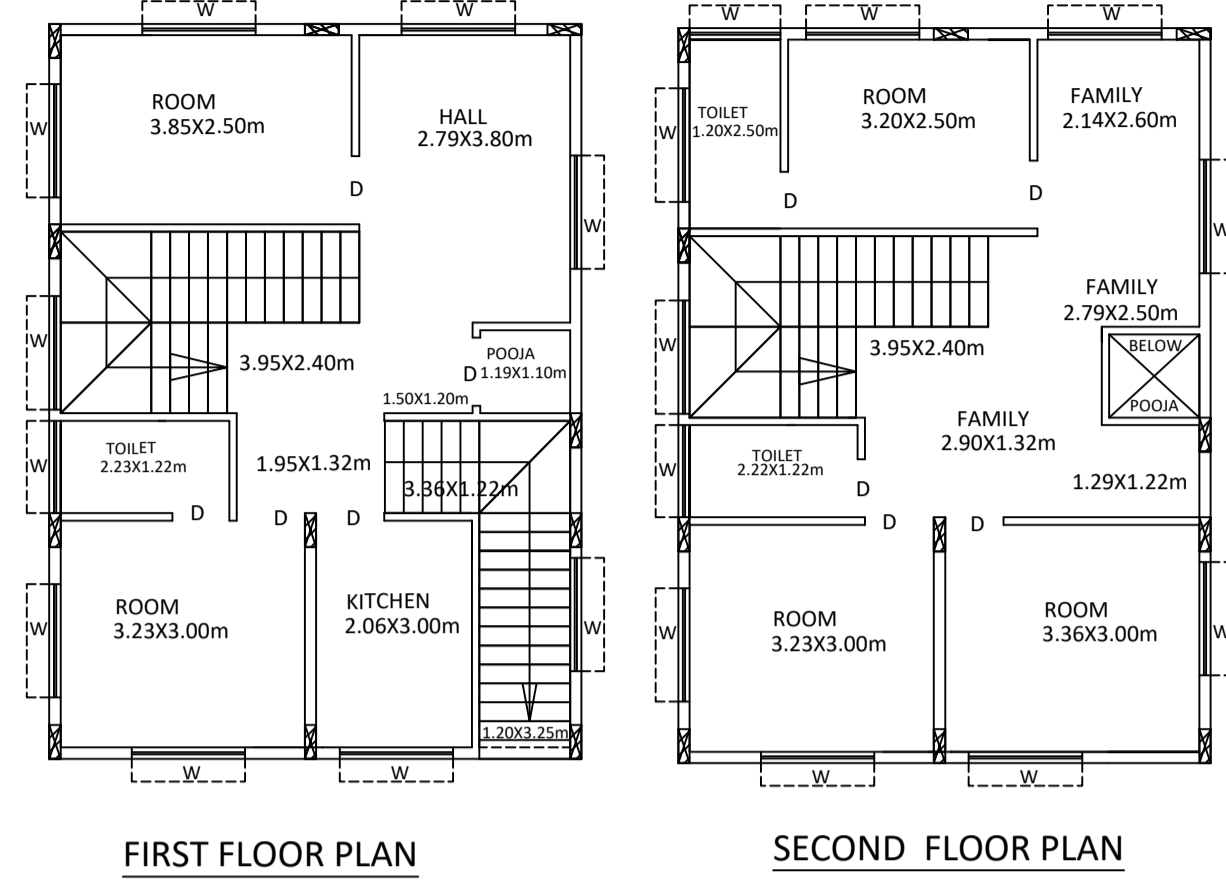 W
W
W
ROOM
3.85X2.50m
HALL
2.79X3.80m
D
W
W
3.95X2.40m
POOJA
D
1.19X1.10m
1.50X1.20m
W
TOILET
2.23X1.22m
1.95X1.32m
3.36X1.22m
D
D
D
W
ROOM
3.23X3.00m
KITCHEN
2.06X3.00m
W
1.20X3.25m
W
W
FIRST FLOOR PLAN
W
W
W
W
TOILET
1.20X2.50m
ROOM
3.20X2.50m
FAMILY
2.14X2.60m
D
D
W
FAMILY
2.79X2.50m
W
3.95X2.40m
BELOW
POOJA
FAMILY
2.90X1.32m
W
TOILET
2.22X1.22m
1.29X1.22m
D
D
D
W
ROOM
3.23X3.00m
ROOM
3.36X3.00m
W
W
W
SECOND FLOOR PLAN